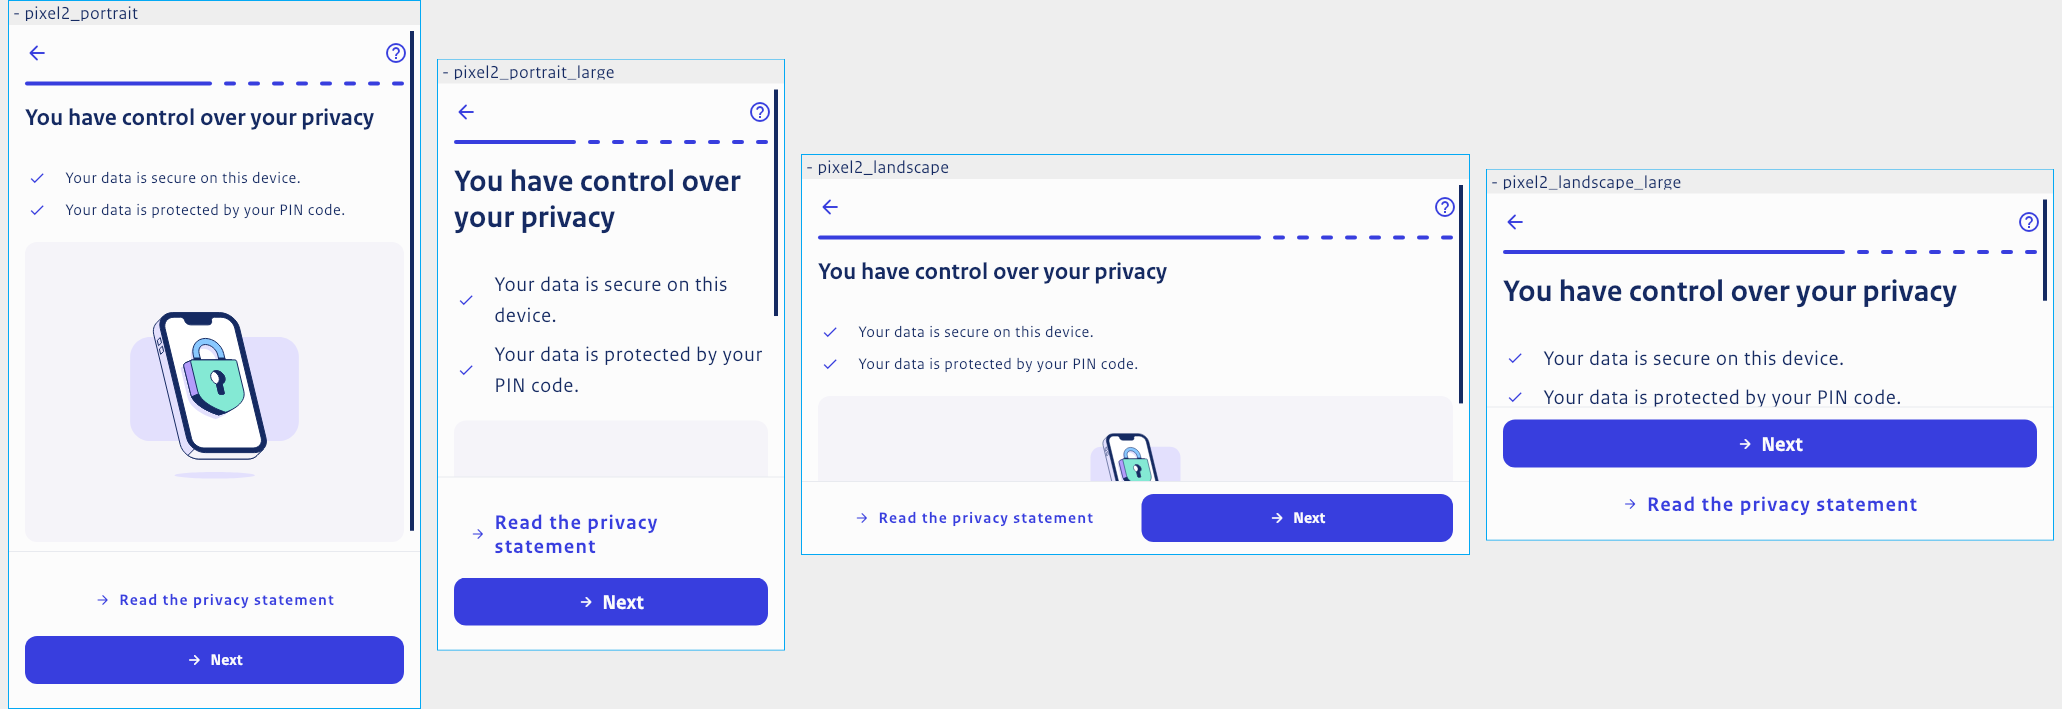 - pixel2_portrait
You have control over your privacy
Your data is secure on this device.
Your data is protected by your PIN code.
→ Read the privacy statement
→ Next
- pixel2_portrait_large
You have control over
your privacy
Your data is secure on this
device.
Your data is protected by your
PIN code.
→ Read the privacy
statement
→ Next
- pixel2_landscape
You have control over your privacy
Your data is secure on this device.
Your data is protected by your PIN code.
→ Read the privacy statement
→ Next
- pixel2_landscape_large
You have control over your privacy
Your data is secure on this device.
Your data is protected by your PIN code.
→ Next
→ Read the privacy statement